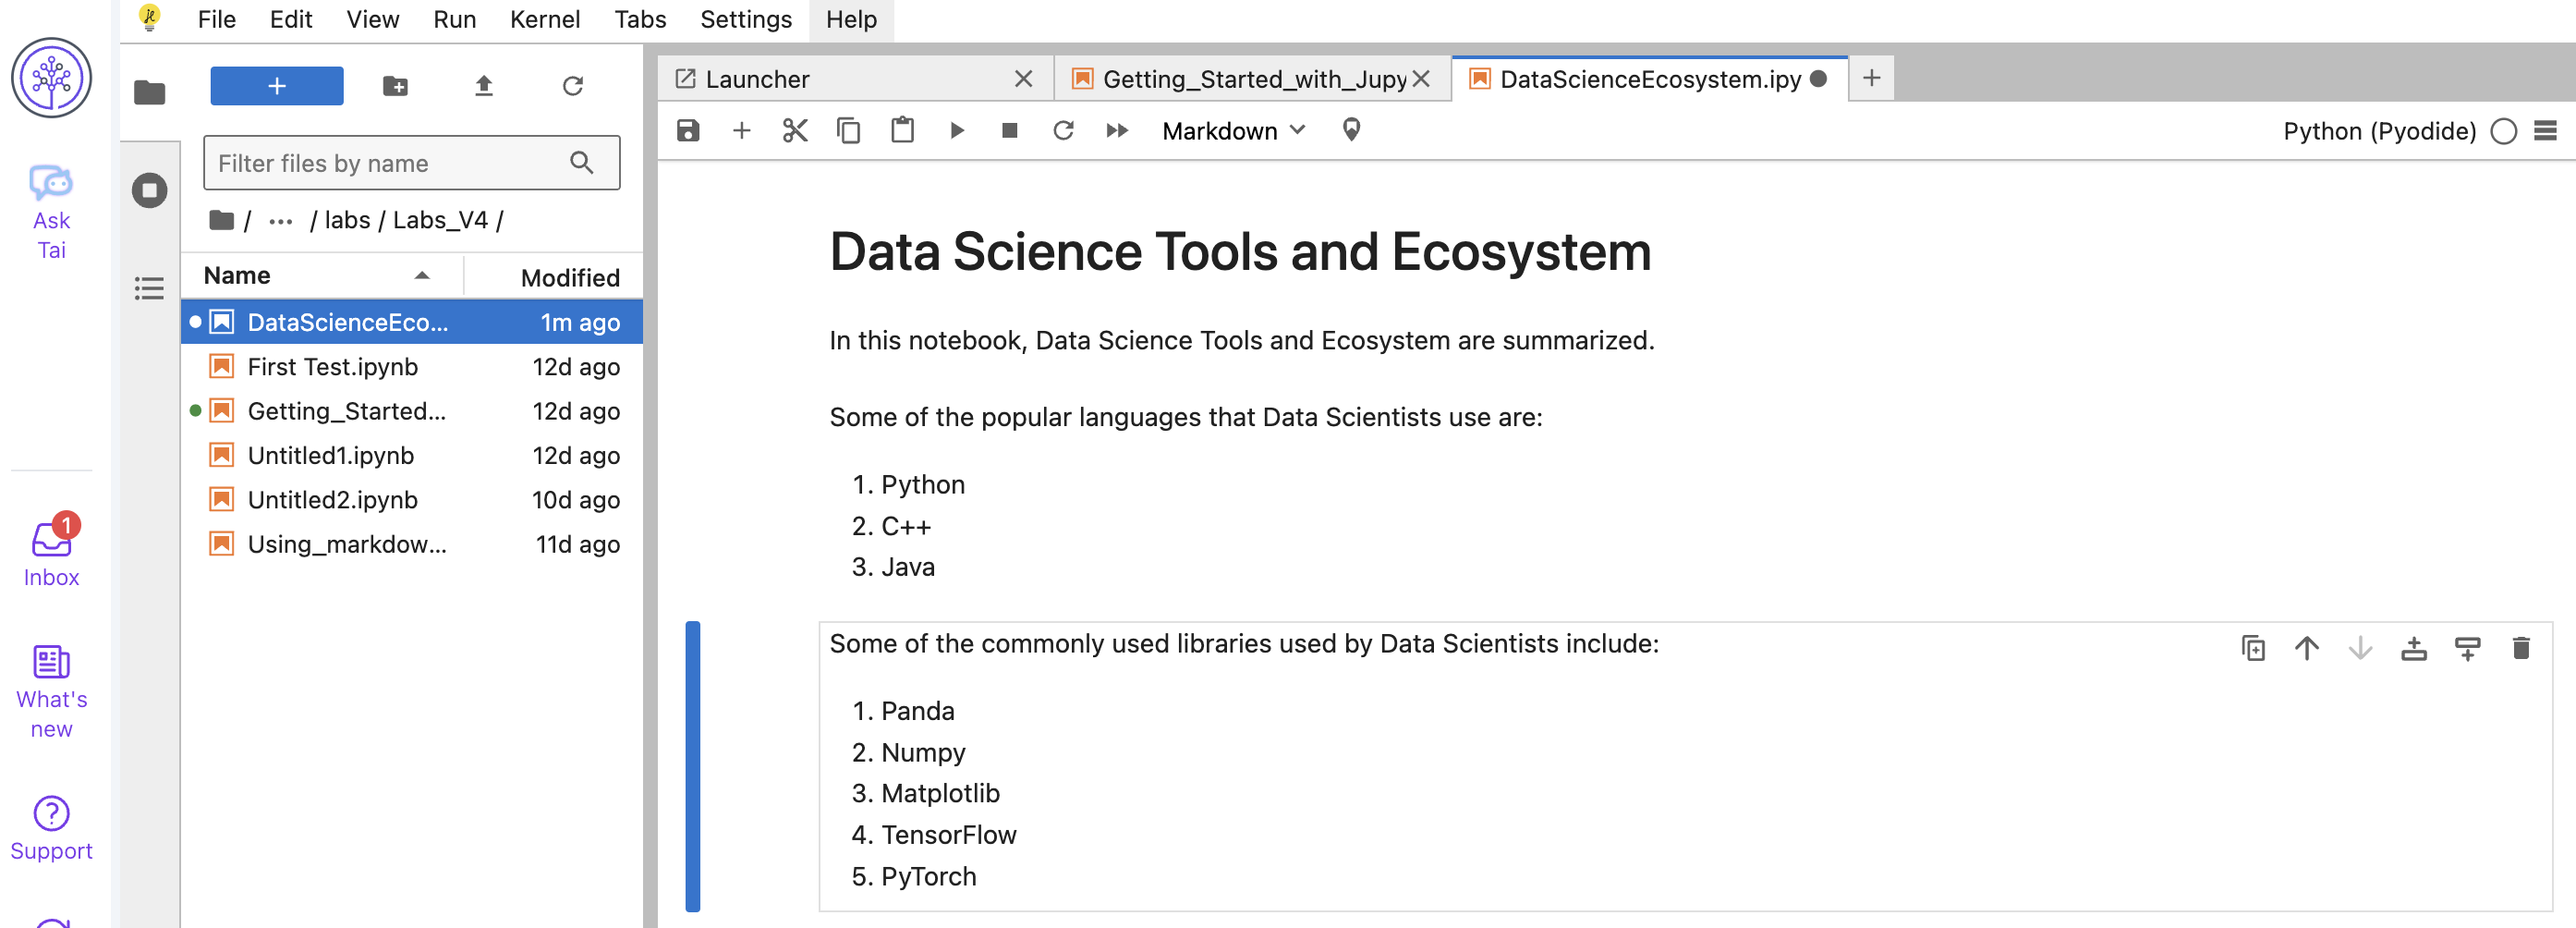 File Edit View Run Kernel Tabs Settings Help
Ask
Tai
Inbox
1
What's
new
Support
+
Filter files by name
/ ... / labs / Labs_V4 /
Name Modified
DataScienceEco... 1m ago
First Test.ipynb 12d ago
Getting_Started... 12d ago
Untitled1.ipynb 12d ago
Untitled2.ipynb 10d ago
Using_markdow... 11d ago
Launcher
Getting_Started_with_Jupy
DataScienceEcosystem.ipy
Markdown
Python (Pyodide)
Data Science Tools and Ecosystem
In this notebook, Data Science Tools and Ecosystem are summarized.
Some of the popular languages that Data Scientists use are:
1. Python
2. C++
3. Java
Some of the commonly used libraries used by Data Scientists include:
1. Panda
2. Numpy
3. Matplotlib
4. TensorFlow
5. PyTorch